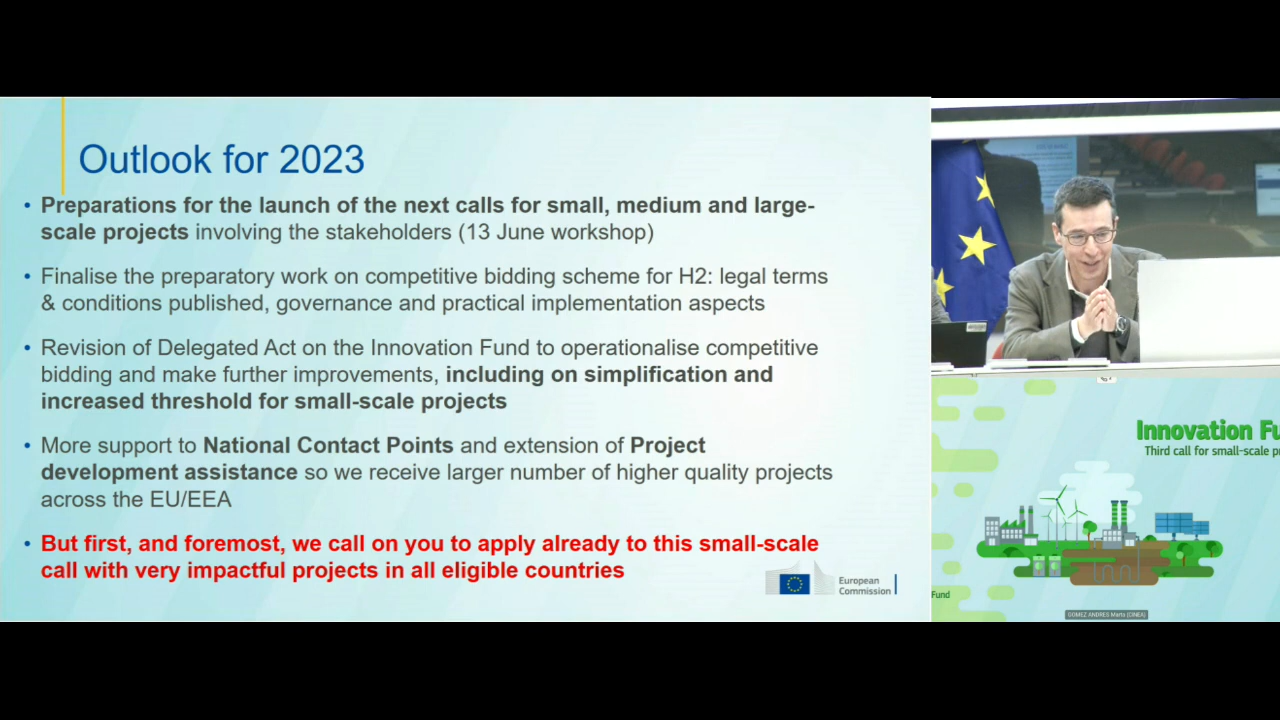 Outlook for 2023
• Preparations for the launch of the next calls for small, medium and large-
scale projects involving the stakeholders (13 June workshop)
• Finalise the preparatory work on competitive bidding scheme for H2: legal terms
& conditions published, governance and practical implementation aspects
• Revision of Delegated Act on the Innovation Fund to operationalise competitive
bidding and make further improvements, including on simplification and
increased threshold for small-scale projects
• More support to National Contact Points and extension of Project
development assistance so we receive larger number of higher quality projects
across the EU/EEA
• But first, and foremost, we call on you to apply already to this small-scale
call with very impactful projects in all eligible countries
European
Commission
Innovation Fu
Third call for small-scale p
Fund
GOMEZ ANDRES Marta (CINEA)